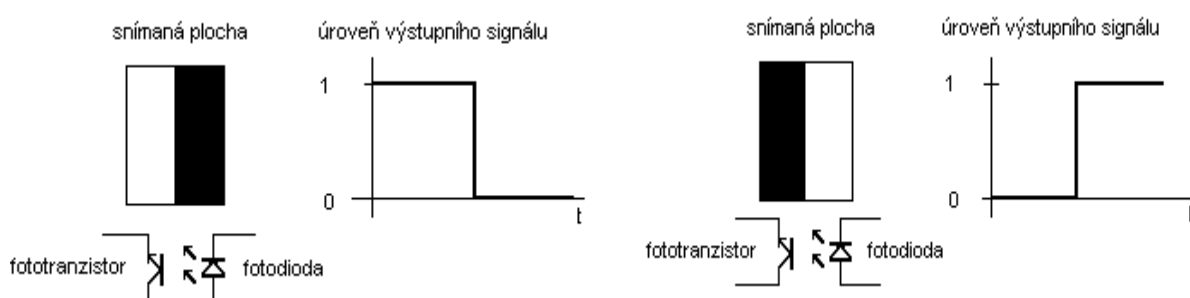 snímaná plocha
úroveň výstupního signálu
1
0
t
fototranzistor
fotodioda
snímaná plocha
úroveň výstupního signálu
1
0
fototranzistor
fotodioda